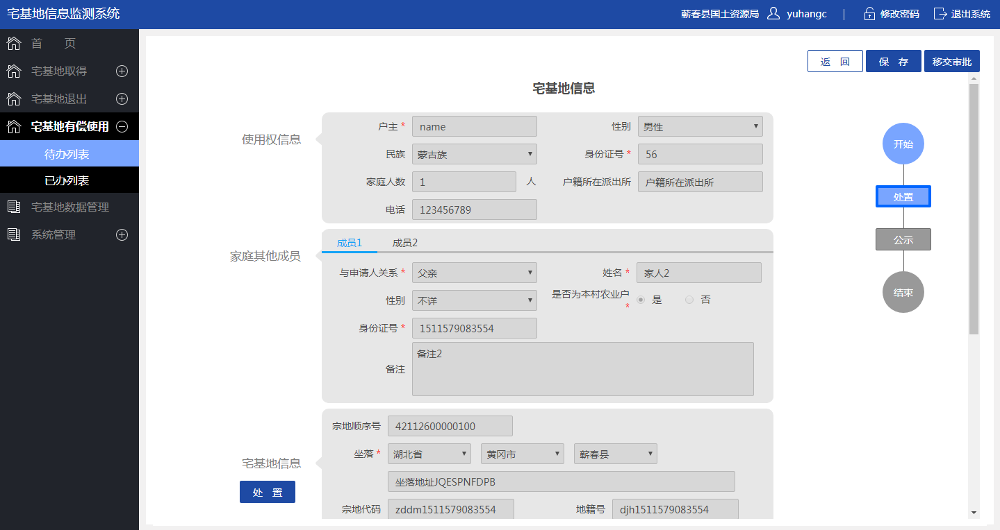 宅基地信息监测系统
蕲春县国土资源局 yuhangc | 修改密码 退出系统
首 页
宅基地取得
宅基地退出
宅基地有偿使用
待办列表
已办列表
宅基地数据管理
系统管理
返 回 保 存 移交审批
宅基地信息
使用权信息
户主 * name 性别 男性
民族 蒙古族 身份证号 * 56
家庭人数 1 人 户籍所在派出所 户籍所在派出所
电话 123456789
家庭其他成员
成员1 成员2
与申请人关系 * 父亲 姓名 * 家人2
性别 不详 是否为本村农业户 * 是 否
身份证号 * 1511579083554
备注 备注2
宅基地信息
处 置
宗地顺序号 42112600000100
坐落 * 湖北省 黄冈市 蕲春县
坐落地址JQESPNFDPB
宗地代码 zddm1511579083554 地籍号 djh1511579083554
开始
处置
公示
结束